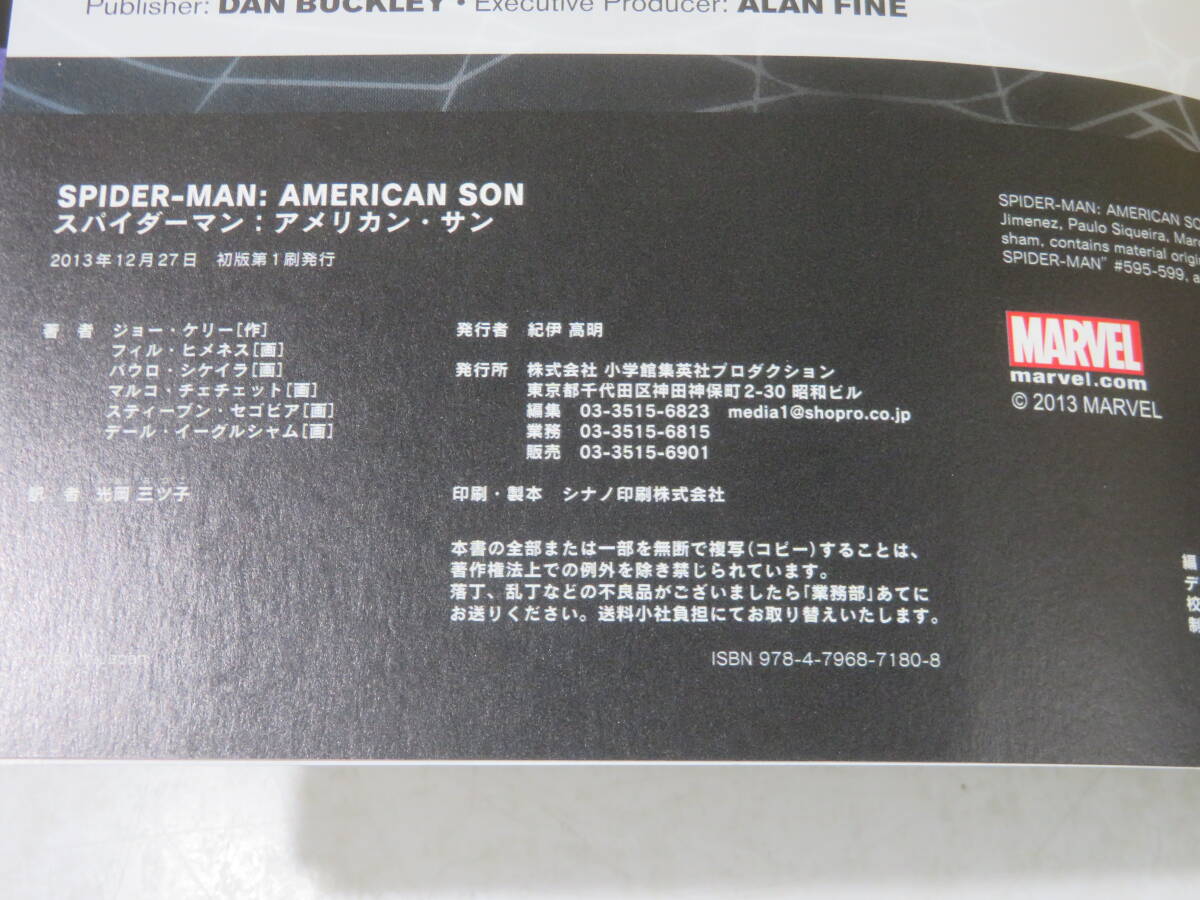 Publisher: DAN BUCKLEY • Executive Producer: ALAN FINE
SPIDER-MAN: AMERICAN SON
スパイダーマン：アメリカン・サン
2013年12月27日　初版第1刷発行
著　者　ジョー・ケリー［作］
フィル・ヒメネス［画］
パウロ・シケイラ［画］
マルコ・チェチェット［画］
スティーブン・セゴビア［画］
デール・イーグルシャム［画］
訳　者　光岡 三ツ子
発行者　紀伊 高明
発行所　株式会社 小学館集英社プロダクション
東京都千代田区神田神保町2-30 昭和ビル
編集　03-3515-6823　media1@shopro.co.jp
業務　03-3515-6815
販売　03-3515-6901
印刷・製本　シナノ印刷株式会社
本書の全部または一部を無断で複写（コピー）することは、
著作権法上での例外を除き禁じられています。
落丁、乱丁などの不良品がございましたら「業務部」あてに
お送りください。送料小社負担にてお取り替えいたします。
ISBN 978-4-7968-7180-8
SPIDER-MAN: AMERICAN SO
Jimenez, Paulo Siqueira, Mar
sham, contains material origi
SPIDER-MAN™ #595-599, a
MARVEL
marvel.com
© 2013 MARVEL
編
デ
校
制